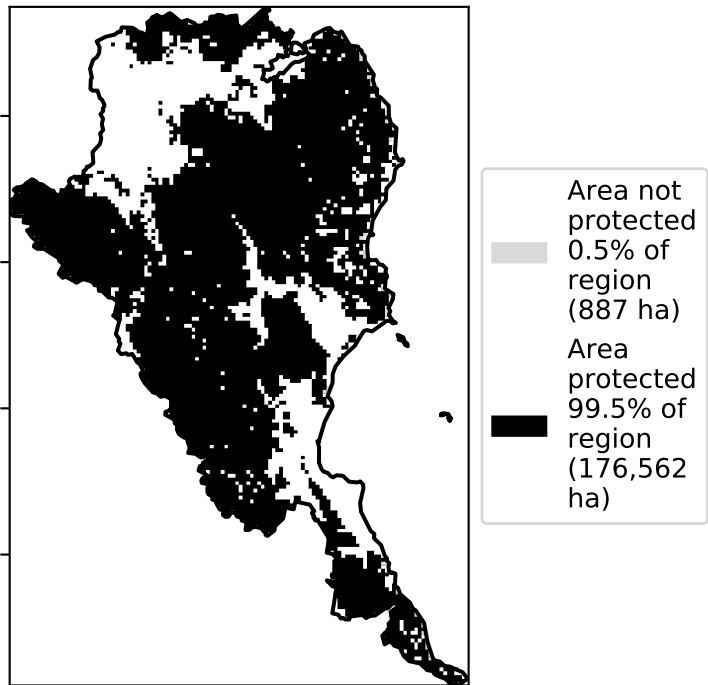 Area not
protected
0.5% of
region
(887 ha)
Area
protected
99.5% of
region
(176,562
ha)